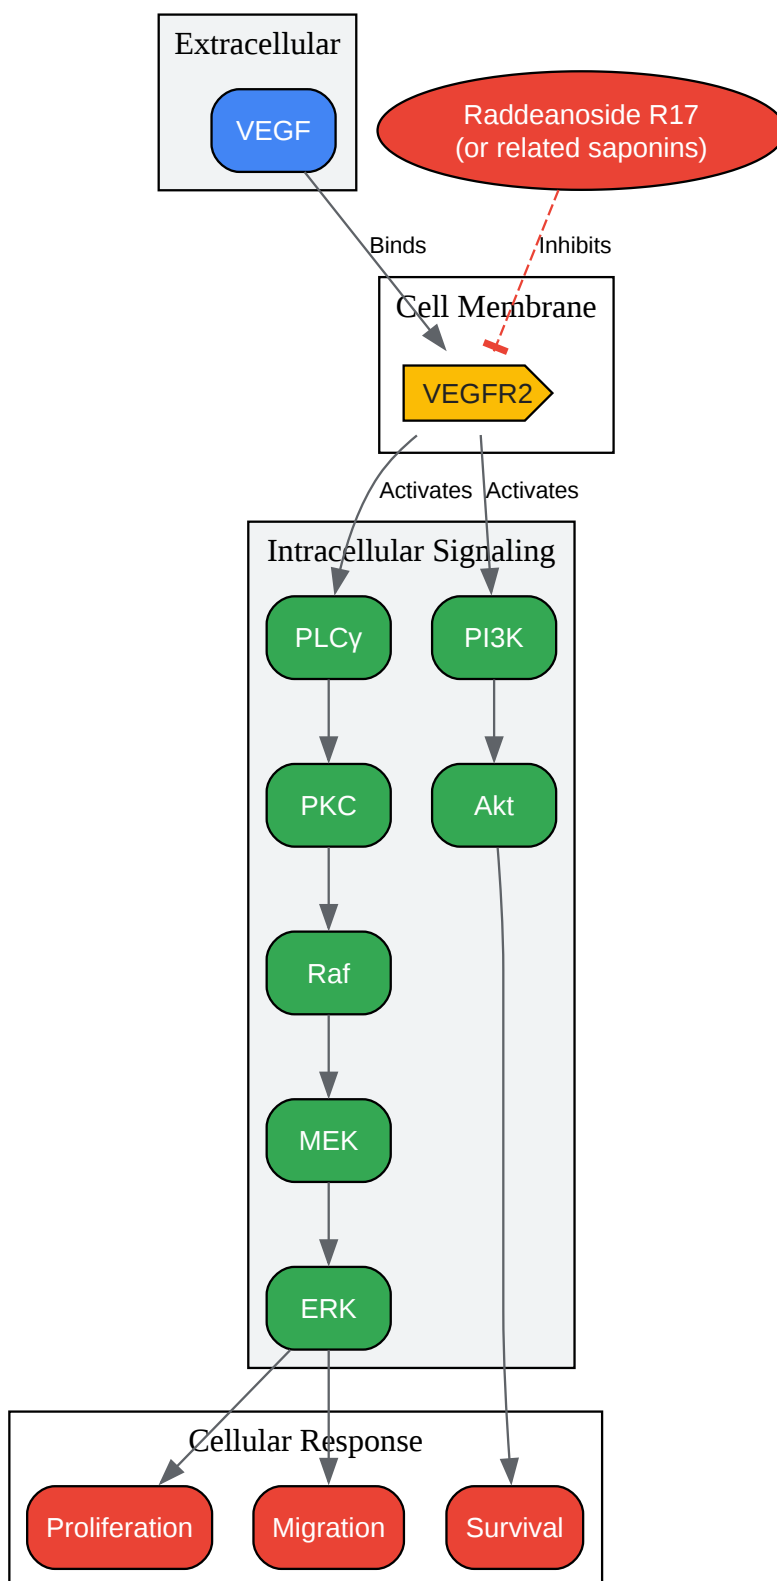 Extracellular
VEGF
Raddeanoside R17
(or related saponins)
Binds
Inhibits
Cell Membrane
VEGFR2
Activates
Activates
Intracellular Signaling
PLCγ
PI3K
PKC
Akt
Raf
MEK
ERK
Cellular Response
Proliferation
Migration
Survival